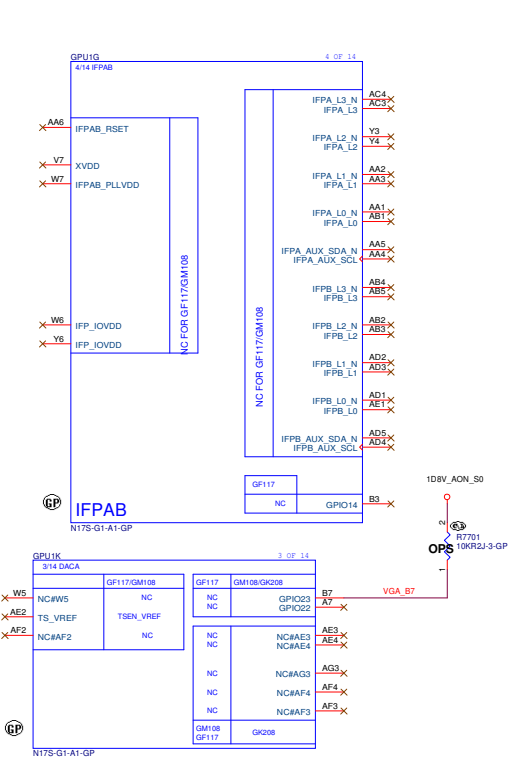 GPU1G
4 OF 14
4/14 IFPAB
AA6 IFPAB_RSET
V7 XVDD
W7 IFPAB_PLLVDD
W6 IFP_IOVDD
Y6 IFP_IOVDD
NC FOR GF117/GM108
NC FOR GF117/GM108
IFPA_L3_N AC4
IFPA_L3 AC3
IFPA_L2_N Y3
IFPA_L2 Y4
IFPA_L1_N AA2
IFPA_L1 AA3
IFPA_L0_N AA1
IFPA_L0 AB1
IFPA_AUX_SDA_N AA5
IFPA_AUX_SCL AA4
IFPB_L3_N AB4
IFPB_L3 AB5
IFPB_L2_N AB2
IFPB_L2 AB3
IFPB_L1_N AD2
IFPB_L1 AD3
IFPB_L0_N AD1
IFPB_L0 AE1
IFPB_AUX_SDA_N AD5
IFPB_AUX_SCL AD4
GF117
NC GPIO14 B3
GP IFPAB
N17S-G1-A1-GP
1D8V_AON_S0
2
R7701
10KR2J-3-GP
OPS
1
VGA_B7
GPU1K
3 OF 14
3/14 DACA
GF117/GM108
GF117 GM108/GK208
W5 NC#W5 NC
AE2 TS_VREF TSEN_VREF
AF2 NC#AF2 NC
NC GPIO23 B7
NC GPIO22 A7
NC NC#AE3 AE3
NC NC#AE4 AE4
NC NC#AG3 AG3
NC NC#AF4 AF4
NC NC#AF3 AF3
GM108
GF117
GK208
GP
N17S-G1-A1-GP